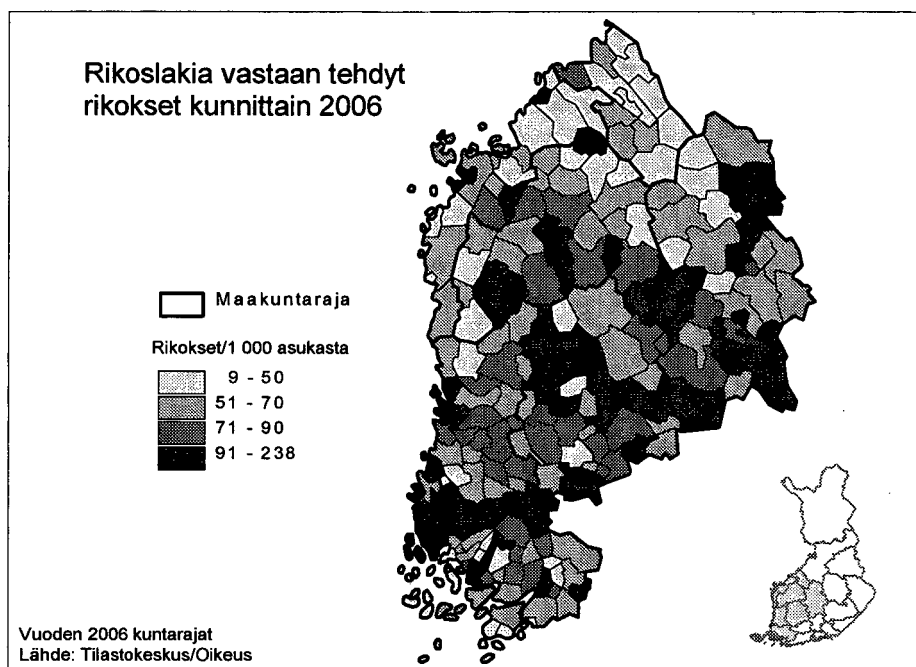 Rikoslakia vastaan tehdyt
rikokset kunnittain 2006
Maakuntaraja
Rikokset/1 000 asukasta
9 - 50
51 - 70
71 - 90
91 - 238
Vuoden 2006 kuntarajat
Lähde: Tilastokeskus/Oikeus